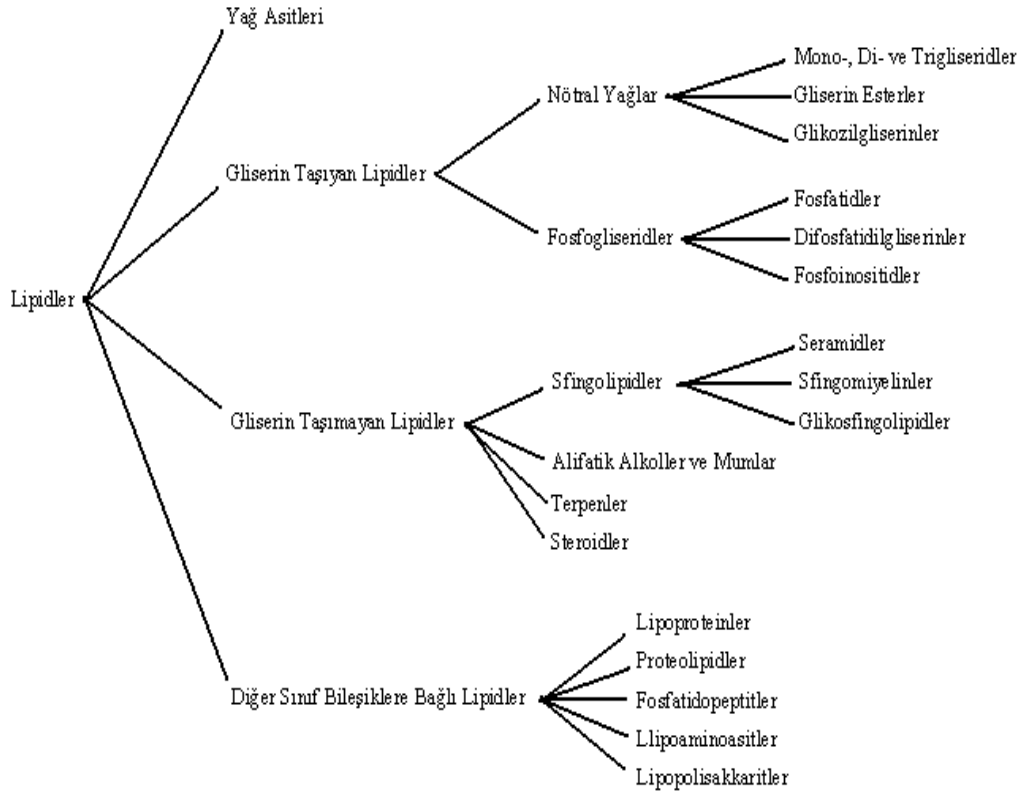 Yağ Asitleri
Mono-, Di- ve Trigliseridler
Nötral Yağlar
Gliserin Esterler
Glikozilgliserinler
Gliserin Taşıyan Lipidler
Fosfatidler
Fosfogliseridler
Difosfatidilgliserinler
Fosfoinositidler
Lipidler
Seramidler
Sfingolipidler
Sfingomiyelinler
Glikosfingolipidler
Gliserin Taşımayan Lipidler
Alifatik Alkoller ve Mumlar
Terpenler
Steroidler
Lipoproteinler
Proteolipidler
Diğer Sınıf Bileşiklere Bağlı Lipidler
Fosfatidopeptitler
Llipoaminoasitler
Lipopolisakkaritler